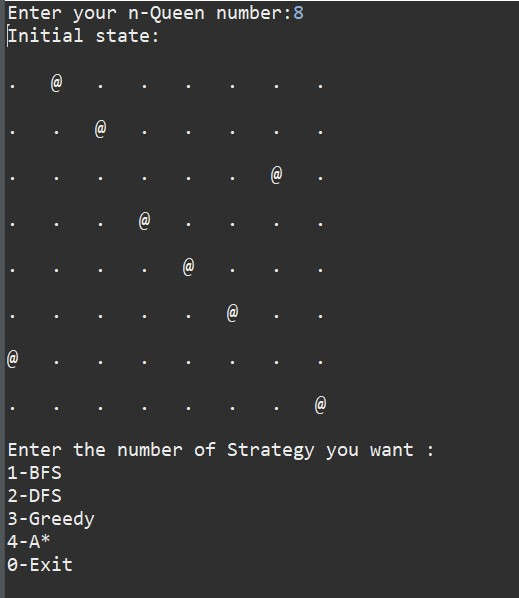 Enter your n-Queen number:8
Initial state:
. @ . . . . . .
. . @ . . . . .
. . . . . . @ .
. . . @ . . . .
. . . . @ . . .
. . . . . @ . .
@ . . . . . . .
. . . . . . . @
Enter the number of Strategy you want :
1-BFS
2-DFS
3-Greedy
4-A*
0-Exit